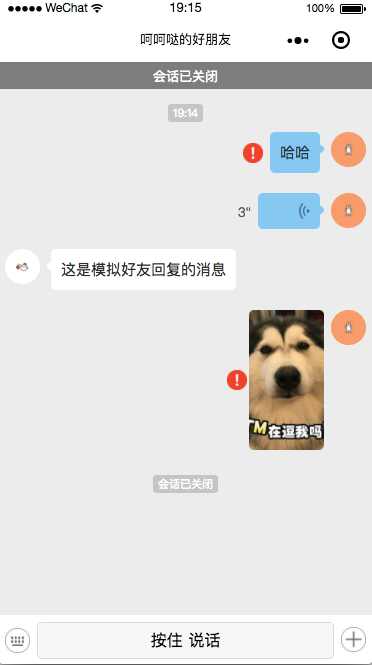 WeChat 19:15 100%
呵呵哒的好朋友
会话已关闭
19:14
哈哈
3"
这是模拟好友回复的消息
TM在逗我吗
会话已关闭
按住 说话